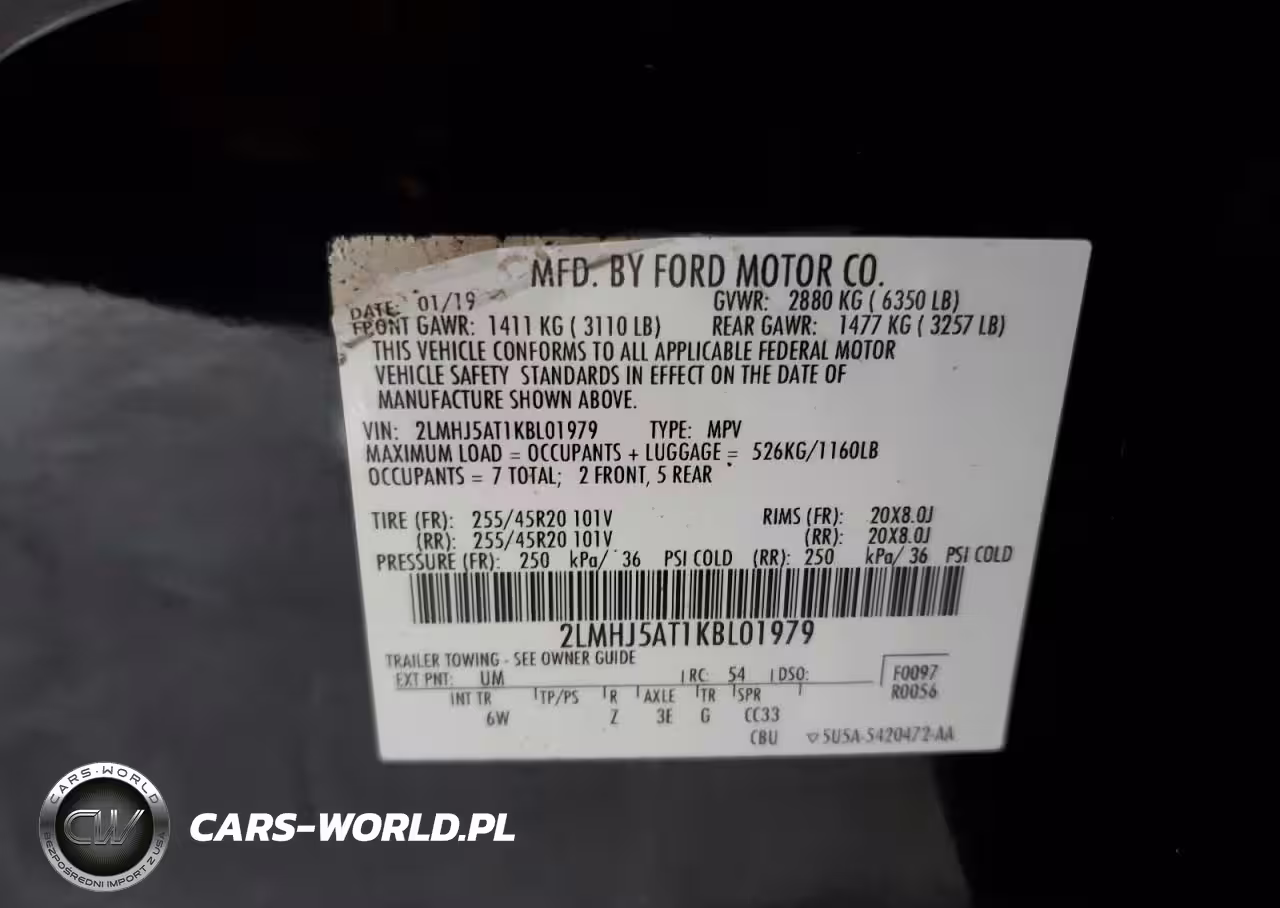 MFD. BY FORD MOTOR CO.
DATE: 01/19 GVWR: 2880 KG ( 6350 LB)
FRONT GAWR: 1411 KG ( 3110 LB) REAR GAWR: 1477 KG ( 3257 LB)
THIS VEHICLE CONFORMS TO ALL APPLICABLE FEDERAL MOTOR
VEHICLE SAFETY STANDARDS IN EFFECT ON THE DATE OF
MANUFACTURE SHOWN ABOVE.
VIN: 2LMHJ5AT1KBL01979 TYPE: MPV
MAXIMUM LOAD = OCCUPANTS + LUGGAGE = 526KG/1160LB
OCCUPANTS = 7 TOTAL; 2 FRONT, 5 REAR
TIRE (FR): 255/45R20 101V RIMS (FR): 20X8.0J
(RR): 255/45R20 101V (RR): 20X8.0J
PRESSURE (FR): 250 kPa/ 36 PSI COLD (RR): 250 kPa/ 36 PSI COLD
2LMHJ5AT1KBL01979
TRAILER TOWING - SEE OWNER GUIDE
EXT PNT: UM RC: 54 DSO: F0097
R0056
INT TR TP/PS R AXLE TR SPR
6W Z 3E G CC33
CBU ▽5U5A-5420472-AA
CARS-WORLD
CW
BEZPOŚREDNI IMPORT Z USA
CARS-WORLD.PL